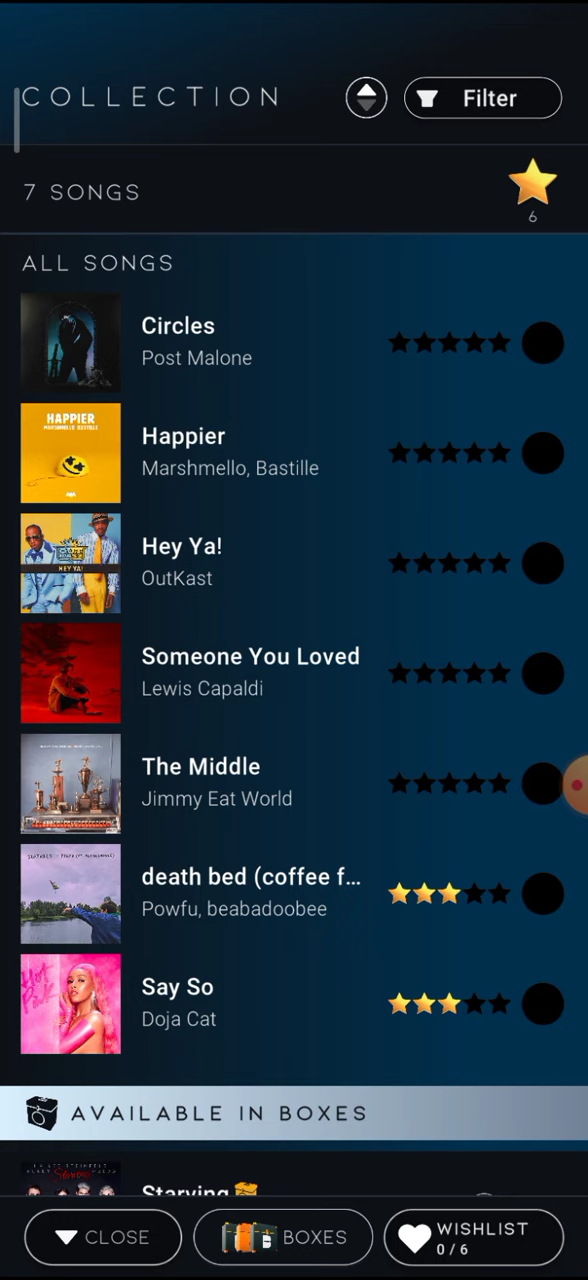 COLLECTION
Filter
7 SONGS
6
ALL SONGS
Circles
Post Malone
HAPPIER
MARSHMELLO BASTILLE
Happier
Marshmello, Bastille
HEY YA!
Hey Ya!
OutKast
Someone You Loved
Lewis Capaldi
The Middle
Jimmy Eat World
death bed (coffee f...
Powfu, beabadoobee
Hot
Pink
Say So
Doja Cat
AVAILABLE IN BOXES
Starving
CLOSE
BOXES
WISHLIST
0 / 6